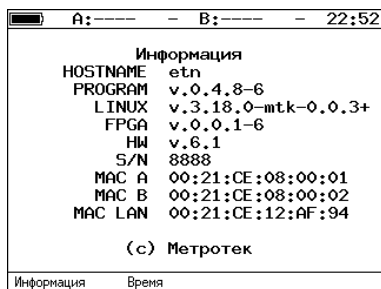 A:---- – B:---- – 22:52
Информация
HOSTNAME etn
PROGRAM v.0.4.8-6
LINUX v.3.18.0-mtk-0.0.3+
FPGA v.0.0.1-6
HW v.6.1
S/N 8888
MAC A 00:21:CE:08:00:01
MAC B 00:21:CE:08:00:02
MAC LAN 00:21:CE:12:AF:94
(c) Метротек
Информация Время